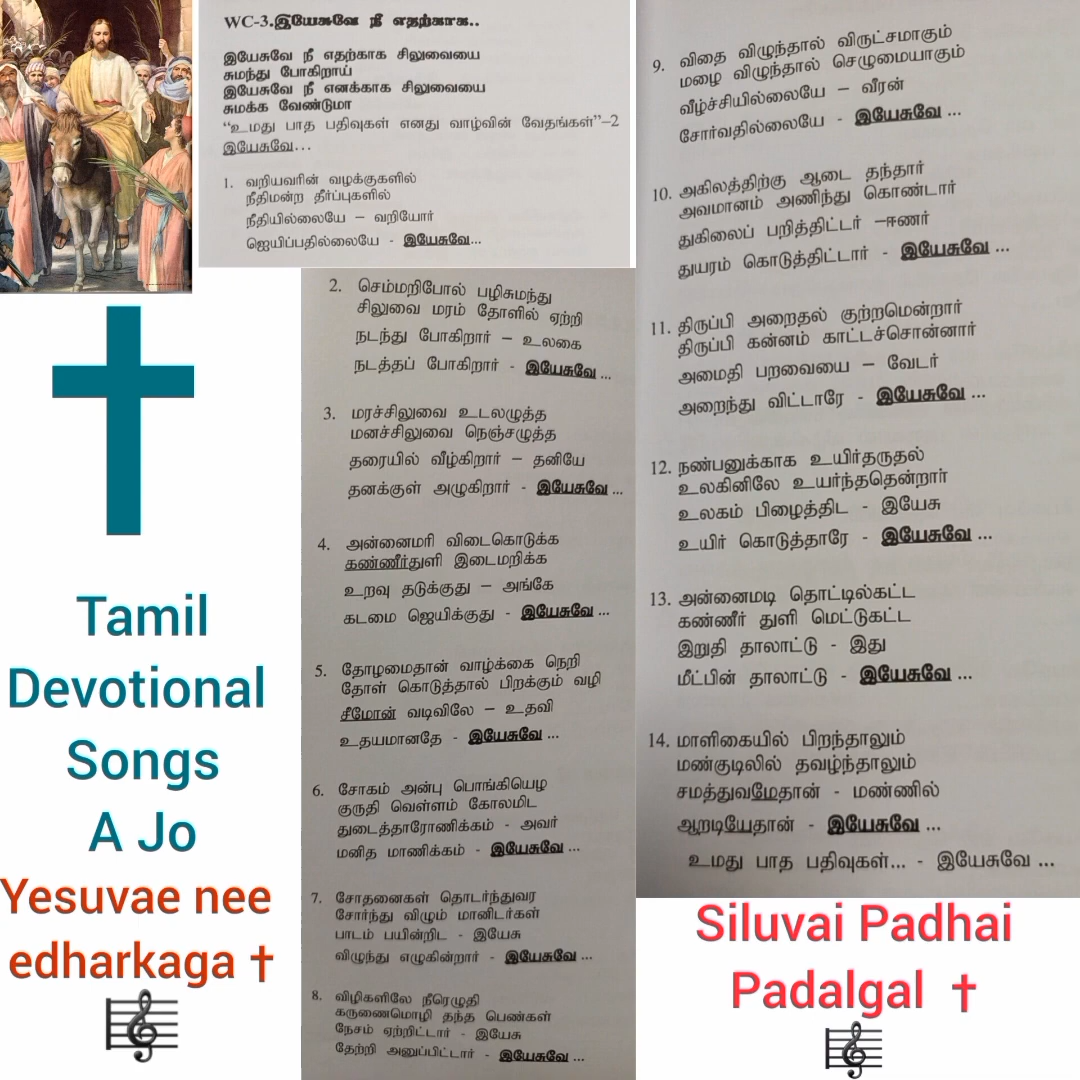 WC-3.இயேசுவே நீ எதற்காக..
இயேசுவே நீ எதற்காக சிலுவையை
சுமந்து போகிறாய்
இயேசுவே நீ எனக்காக சிலுவையை
சுமக்க வேண்டுமா
“உமது பாத பதிவுகள் எனது வாழ்வின் வேதங்கள்”–2
இயேசுவே...
1. வறியவரின் வழக்குகளில்
நீதிமன்ற தீர்ப்புகளில்
நீதியில்லையே – வறியோர்
ஜெயிப்பதில்லையே - இயேசுவே...
2. செம்மறிபோல் பழிசுமந்து
சிலுவை மரம் தோளில் ஏற்றி
நடந்து போகிறார் – உலகை
நடத்தப் போகிறார் - இயேசுவே ...
3. மரச்சிலுவை உடலழுத்த
மனச்சிலுவை நெஞ்சழுத்த
தரையில் வீழ்கிறார் – தனியே
தனக்குள் அழுகிறார் - இயேசுவே ...
4. அன்னைமரி விடைகொடுக்க
கண்ணீர்துளி இடைமறிக்க
உறவு தடுக்குது – அங்கே
கடமை ஜெயிக்குது - இயேசுவே ...
5. தோழமைதான் வாழ்க்கை நெறி
தோள் கொடுத்தால் பிறக்கும் வழி
சீமோன் வடிவிலே – உதவி
உதயமானதே - இயேசுவே ...
6. சோகம் அன்பு பொங்கியெழ
குருதி வெள்ளம் கோலமிட
துடைத்தாரோணிக்கம் - அவர்
மனித மாணிக்கம் - இயேசுவே ...
7. சோதனைகள் தொடர்ந்துவர
சோர்ந்து விழும் மானிடர்கள்
பாடம் பயின்றிட - இயேசு
விழுந்து எழுகின்றார் - இயேசுவே ...
8. விழிகளிலே நீரெழுதி
கருணைமொழி தந்த பெண்கள்
நேசம் ஏற்றிட்டார் - இயேசு
தேற்றி அனுப்பிட்டார் - இயேசுவே ...
9. விதை விழுந்தால் விருட்சமாகும்
மழை விழுந்தால் செழுமையாகும்
வீழ்ச்சியில்லையே – வீரன்
சோர்வதில்லையே - இயேசுவே ...
10. அகிலத்திற்கு ஆடை தந்தார்
அவமானம் அணிந்து கொண்டார்
துகிலைப் பறித்திட்டர் –ஈணர்
துயரம் கொடுத்திட்டார் - இயேசுவே ...
11. திருப்பி அறைதல் குற்றமென்றார்
திருப்பி கன்னம் காட்டச்சொன்னார்
அமைதி பறவையை – வேடர்
அறைந்து விட்டாரே - இயேசுவே ...
12. நண்பனுக்காக உயிர்தருதல்
உலகினிலே உயர்ந்ததென்றார்
உலகம் பிழைத்திட - இயேசு
உயிர் கொடுத்தாரே - இயேசுவே ...
13. அன்னைமடி தொட்டில்கட்ட
கண்ணீர் துளி மெட்டுகட்ட
இறுதி தாலாட்டு - இது
மீட்பின் தாலாட்டு - இயேசுவே ...
14. மாளிகையில் பிறந்தாலும்
மண்குடிலில் தவழ்ந்தாலும்
சமத்துவமேதான் - மண்ணில்
ஆறடியேதான் - இயேசுவே ...
உமது பாத பதிவுகள்... - இயேசுவே ...
Tamil
Devotional
Songs
A Jo
Yesuvae nee
edharkaga ✝
Siluvai Padhai
Padalgal ✝